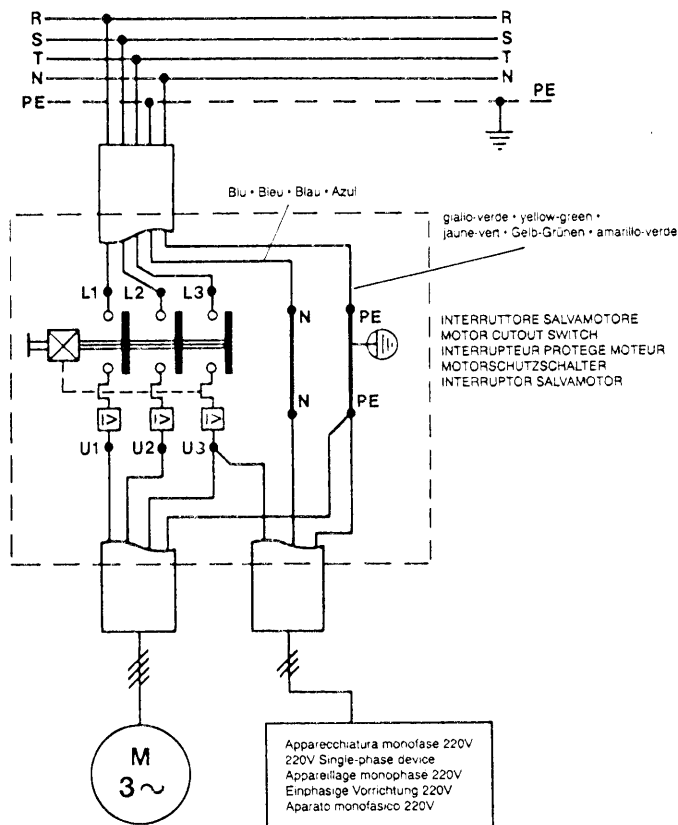 R R
S S
T T
N N
PE PE
Blu • Bleu • Blau • Azul
giallo-verde • yellow-green •
jaune-vert • Gelb-Grünen • amarillo-verde
L1 L2 L3
N PE
INTERRUTTORE SALVAMOTORE
MOTOR CUTOUT SWITCH
INTERRUPTEUR PROTEGE MOTEUR
MOTORSCHUTZSCHALTER
INTERRUPTOR SALVAMOTOR
N PE
U1 U2 U3
M
3~
Apparecchiatura monofase 220V
220V Single-phase device
Appareillage monophase 220V
Einphasige Vorrichtung 220V
Aparato monofasico 220V